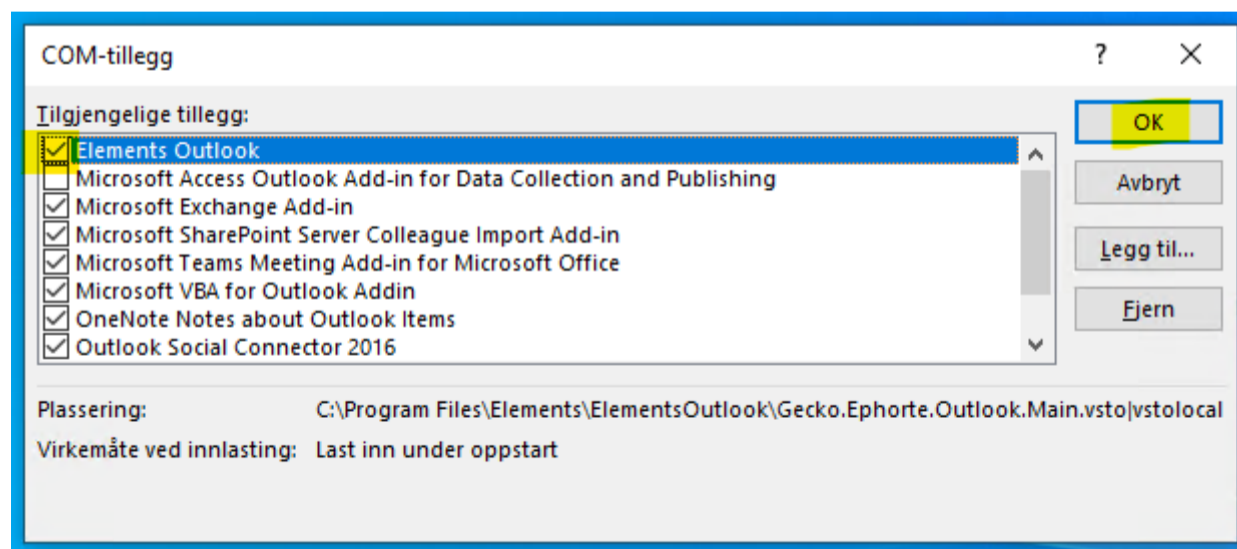 COM-tillegg
Tilgjengelige tillegg:
Elements Outlook
Microsoft Access Outlook Add-in for Data Collection and Publishing
Microsoft Exchange Add-in
Microsoft SharePoint Server Colleague Import Add-in
Microsoft Teams Meeting Add-in for Microsoft Office
Microsoft VBA for Outlook Addin
OneNote Notes about Outlook Items
Outlook Social Connector 2016
OK
Avbryt
Legg til...
Fjern
Plassering: C:\Program Files\Elements\ElementsOutlook\Gecko.Ephorte.Outlook.Main.vsto|vstolocal
Virkemåte ved innlasting: Last inn under oppstart